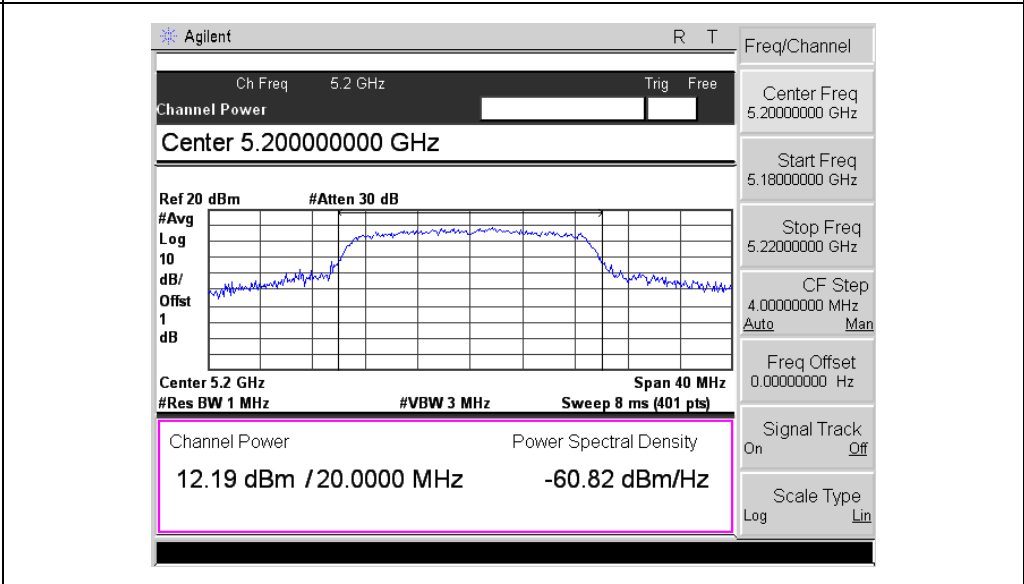 Agilent R T
Ch Freq 5.2 GHz Trig Free
Channel Power
Center 5.200000000 GHz
Ref 20 dBm #Atten 30 dB
#Avg
Log
10
dB/
Offst
1
dB
Center 5.2 GHz Span 40 MHz
#Res BW 1 MHz #VBW 3 MHz Sweep 8 ms (401 pts)
Channel Power Power Spectral Density
12.19 dBm / 20.0000 MHz -60.82 dBm/Hz
Freq/Channel
Center Freq
5.20000000 GHz
Start Freq
5.18000000 GHz
Stop Freq
5.22000000 GHz
CF Step
4.00000000 MHz
Auto Man
Freq Offset
0.00000000 Hz
Signal Track
On Off
Scale Type
Log Lin